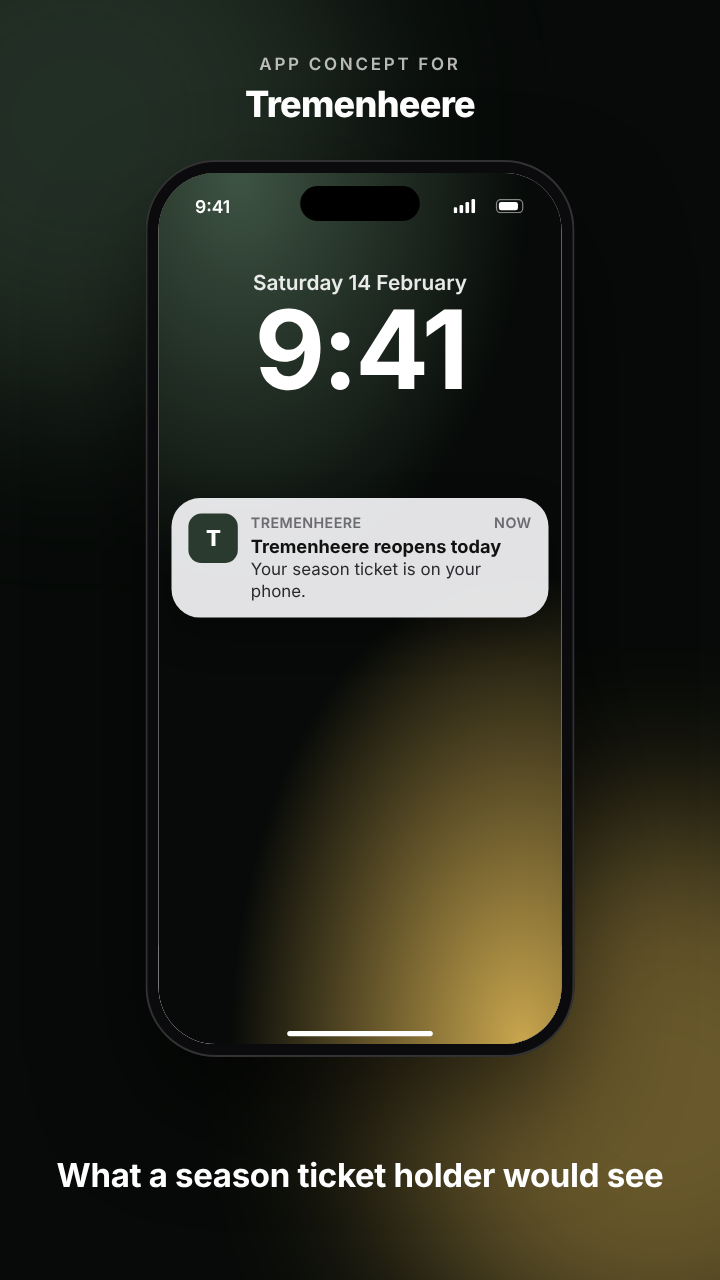 APP CONCEPT FOR
Tremenheere
9:41
Saturday 14 February
9:41
T
TREMENHEERE
NOW
Tremenheere reopens today
Your season ticket is on your
phone.
What a season ticket holder would see